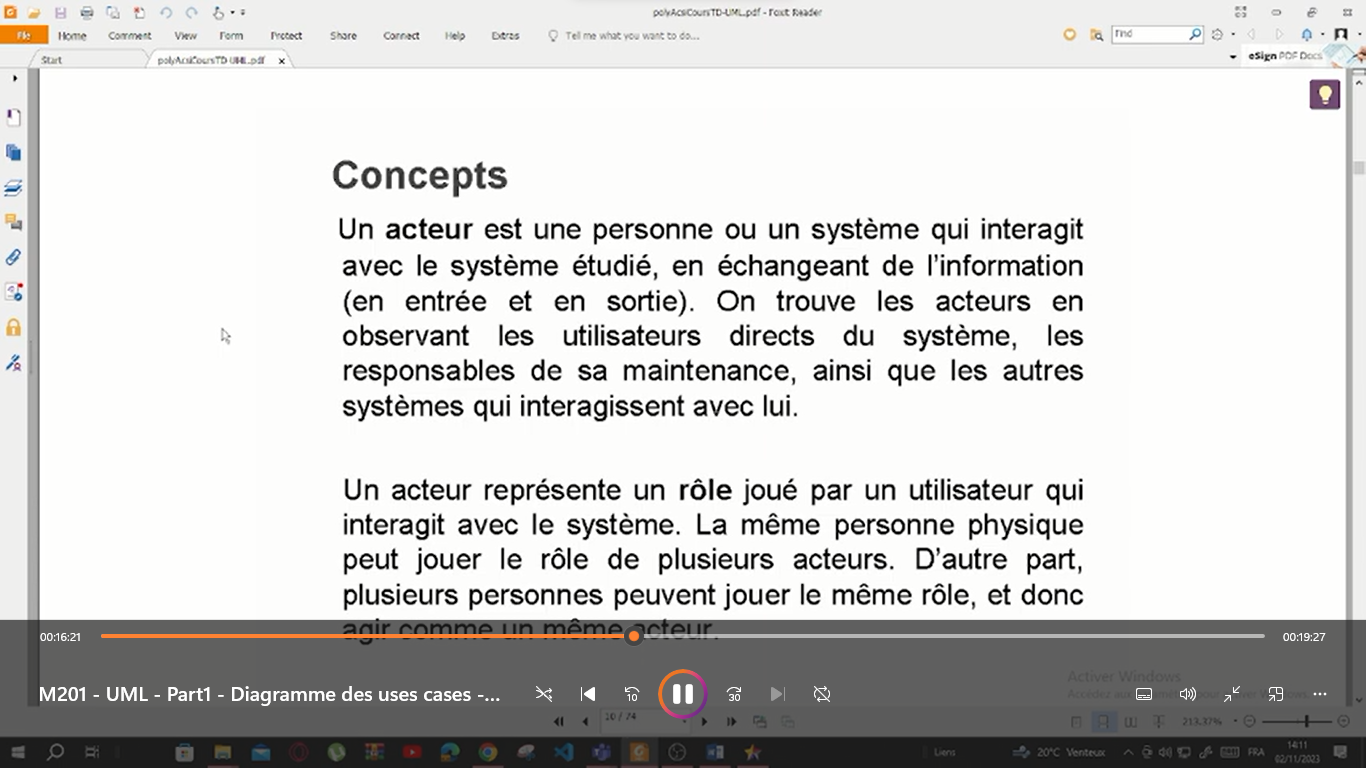 polyAcsiCoursTD-UML.pdf - Foxit Reader
File Home Comment View Form Protect Share Connect Help Extras Tell me what you want to do... Find
Start polyAcsiCoursTD-UML.pdf eSign PDF Docs
Concepts
Un acteur est une personne ou un système qui interagit
avec le système étudié, en échangeant de l'information
(en entrée et en sortie). On trouve les acteurs en
observant les utilisateurs directs du système, les
responsables de sa maintenance, ainsi que les autres
systèmes qui interagissent avec lui.
Un acteur représente un rôle joué par un utilisateur qui
interagit avec le système. La même personne physique
peut jouer le rôle de plusieurs acteurs. D'autre part,
plusieurs personnes peuvent jouer le même rôle, et donc
agir comme un même acteur.
00:16:21 00:19:27
Activer Windows
M201 - UML - Part1 - Diagramme des uses cases -... 10 30
10 / 74 213.37%
Liens 20°C Venteux FRA 14:11
02/11/2023